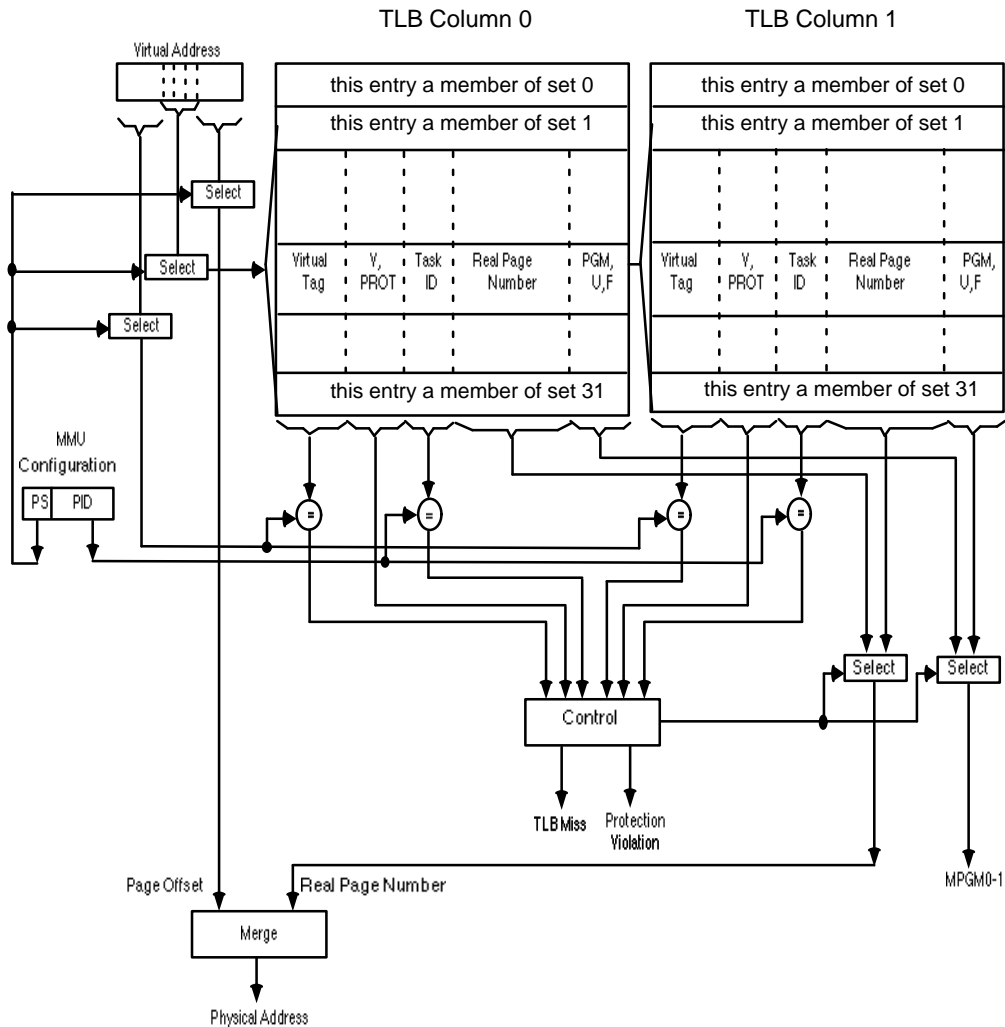 TLB Column 0
TLB Column 1
Virtual Address
this entry a member of set 0
this entry a member of set 0
this entry a member of set 1
this entry a member of set 1
Select
Select
Select
Virtual Tag
V, PROT
Task ID
Real Page Number
PGM, U,F
Virtual Tag
V, PROT
Task ID
Real Page Number
PGM, U,F
this entry a member of set 31
this entry a member of set 31
MMU
Configuration
PS
PID
=
=
=
=
Select
Select
Control
TLB Miss
Protection
Violation
MPGM0-1
Page Offset
Real Page Number
Merge
Physical Address